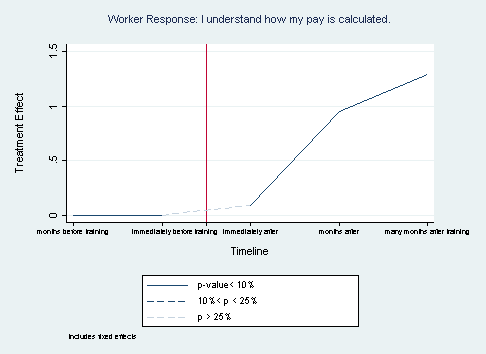 Worker Response: I understand how my pay is calculated.
Treatment Effect
1.5
1
.5
0
months before training immediately before training immediately after months after many months after training
Timeline
p-value< 10%
10%< p < 25%
p > 25%
Includes fixed effects